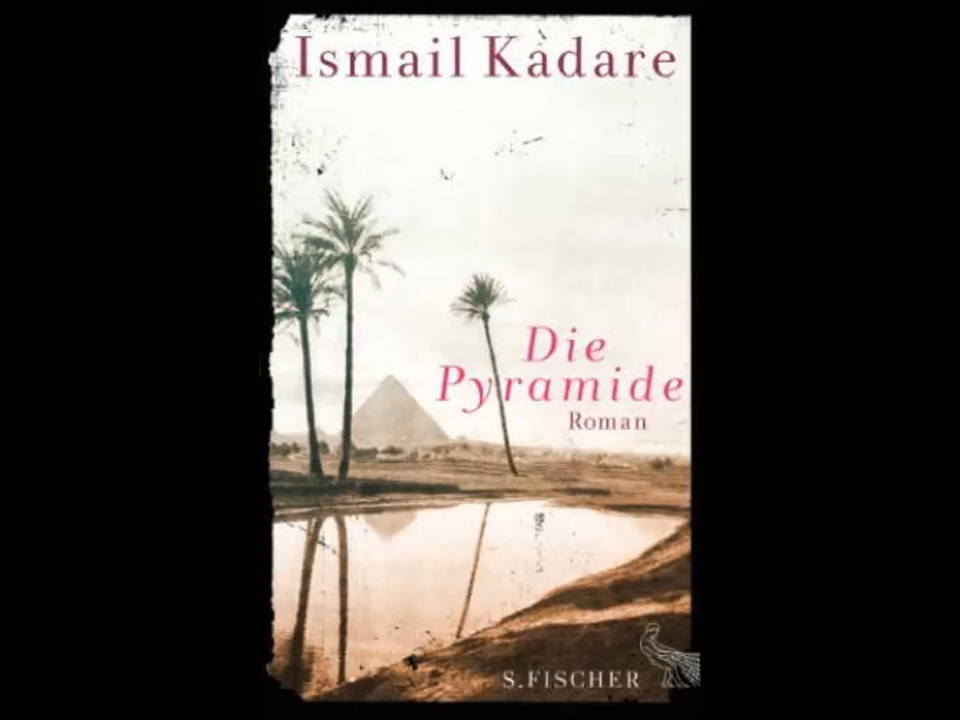 Ismail Kadare
Die
Pyramide
Roman
S. FISCHER